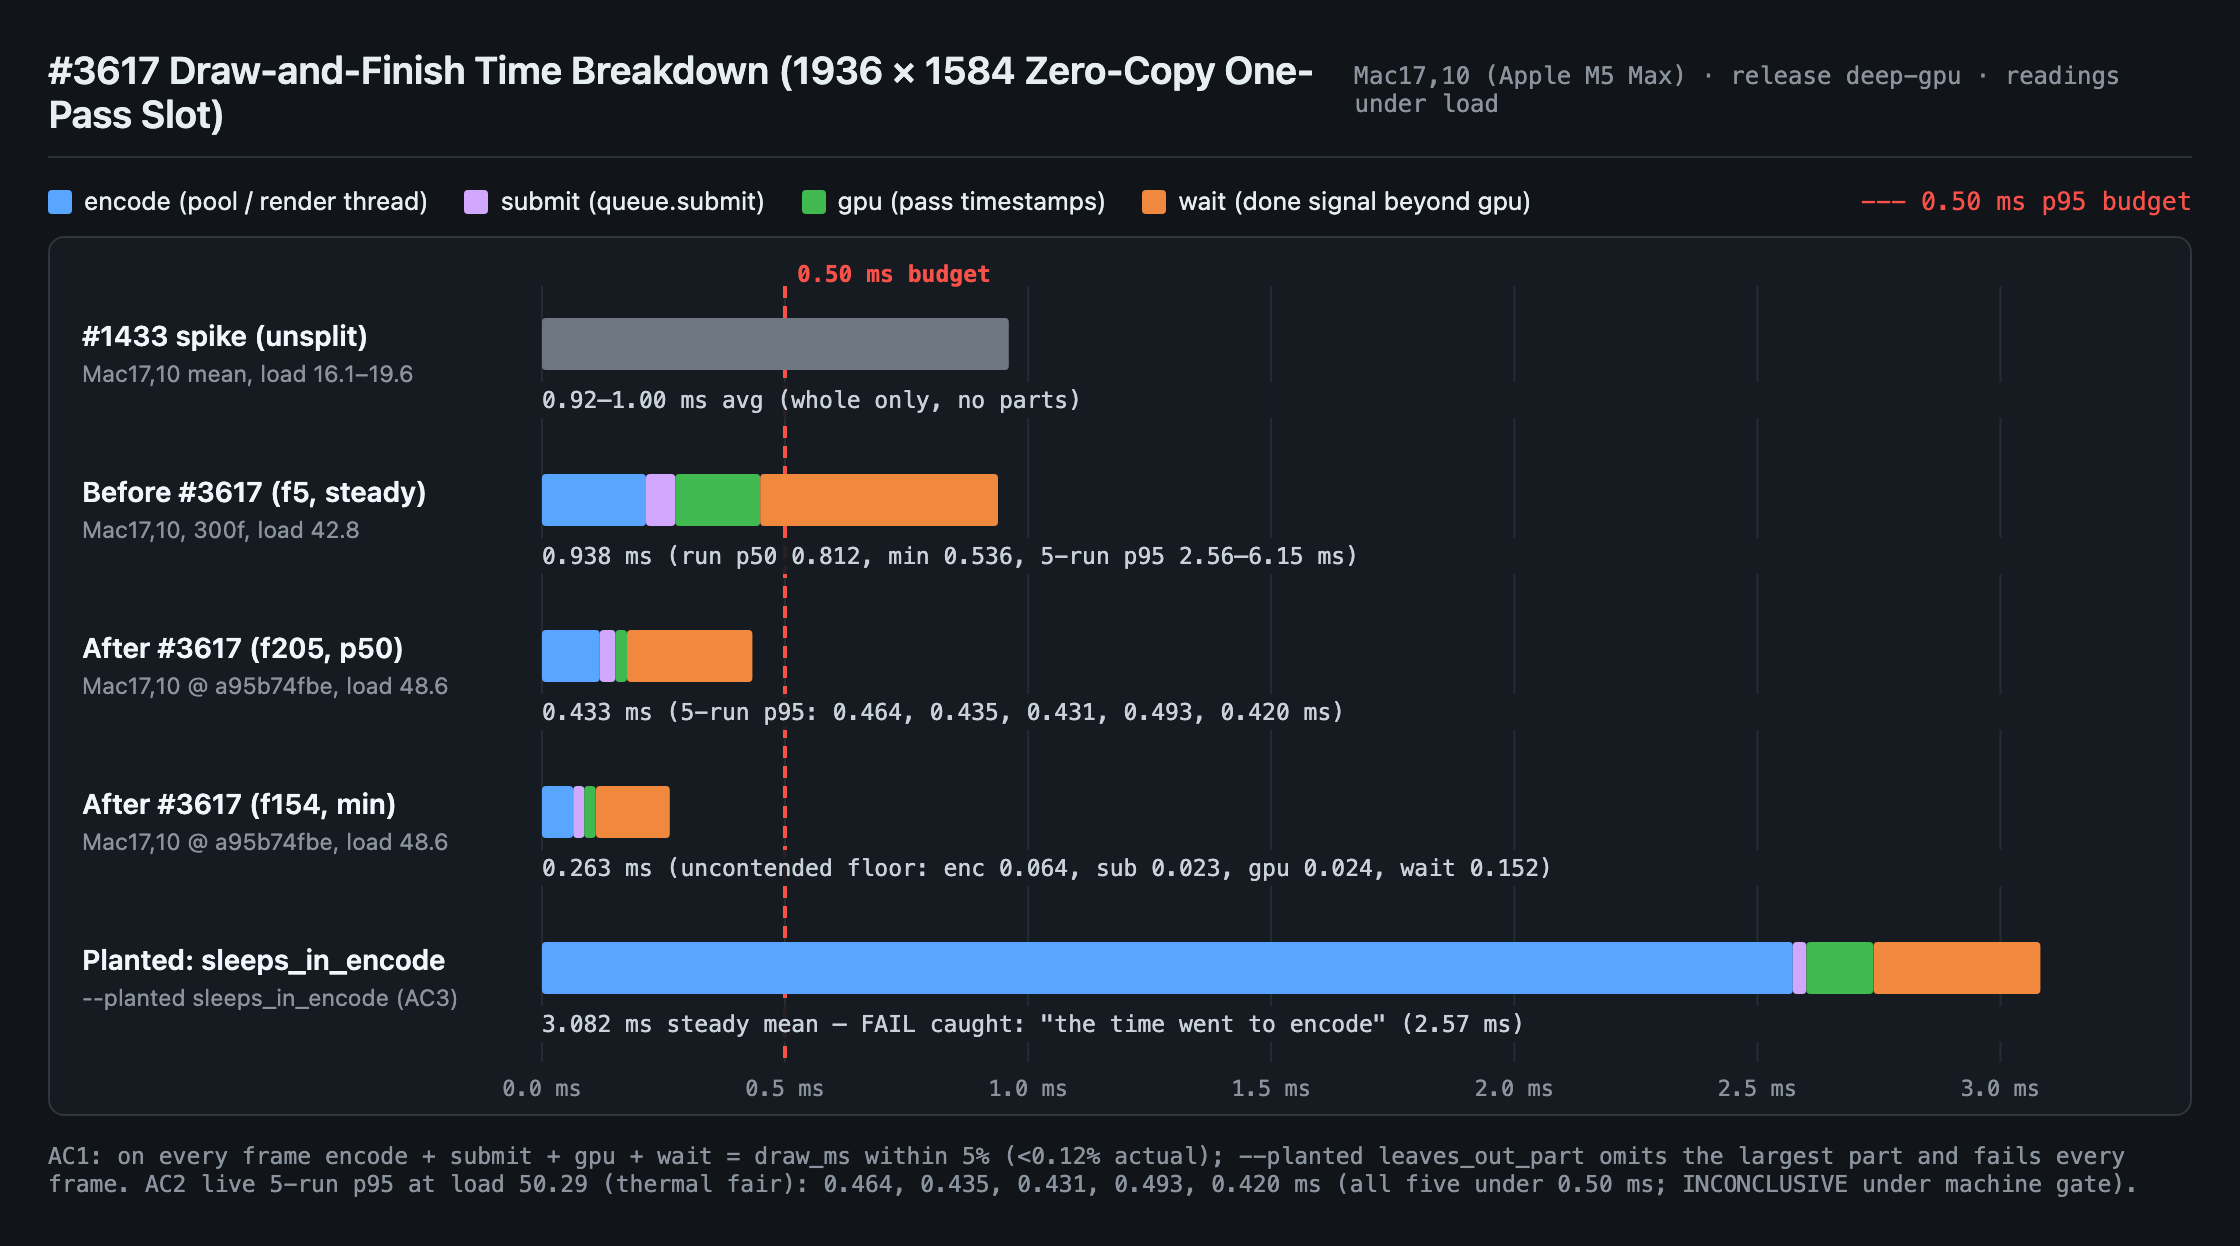 #3617 Draw-and-Finish Time Breakdown (1936 × 1584 Zero-Copy One-
Pass Slot)
Mac17,10 (Apple M5 Max) · release deep-gpu · readings
under load
encode (pool / render thread)
submit (queue.submit)
gpu (pass timestamps)
wait (done signal beyond gpu)
--- 0.50 ms p95 budget
0.50 ms budget
#1433 spike (unsplit)
Mac17,10 mean, load 16.1–19.6
0.92–1.00 ms avg (whole only, no parts)
Before #3617 (f5, steady)
Mac17,10, 300f, load 42.8
0.938 ms (run p50 0.812, min 0.536, 5-run p95 2.56–6.15 ms)
After #3617 (f205, p50)
Mac17,10 @ a95b74fbe, load 48.6
0.433 ms (5-run p95: 0.464, 0.435, 0.431, 0.493, 0.420 ms)
After #3617 (f154, min)
Mac17,10 @ a95b74fbe, load 48.6
0.263 ms (uncontended floor: enc 0.064, sub 0.023, gpu 0.024, wait 0.152)
Planted: sleeps_in_encode
--planted sleeps_in_encode (AC3)
3.082 ms steady mean — FAIL caught: "the time went to encode" (2.57 ms)
0.0 ms
0.5 ms
1.0 ms
1.5 ms
2.0 ms
2.5 ms
3.0 ms
AC1: on every frame encode + submit + gpu + wait = draw_ms within 5% (<0.12% actual); --planted leaves_out_part omits the largest part and fails every
frame. AC2 live 5-run p95 at load 50.29 (thermal fair): 0.464, 0.435, 0.431, 0.493, 0.420 ms (all five under 0.50 ms; INCONCLUSIVE under machine gate).